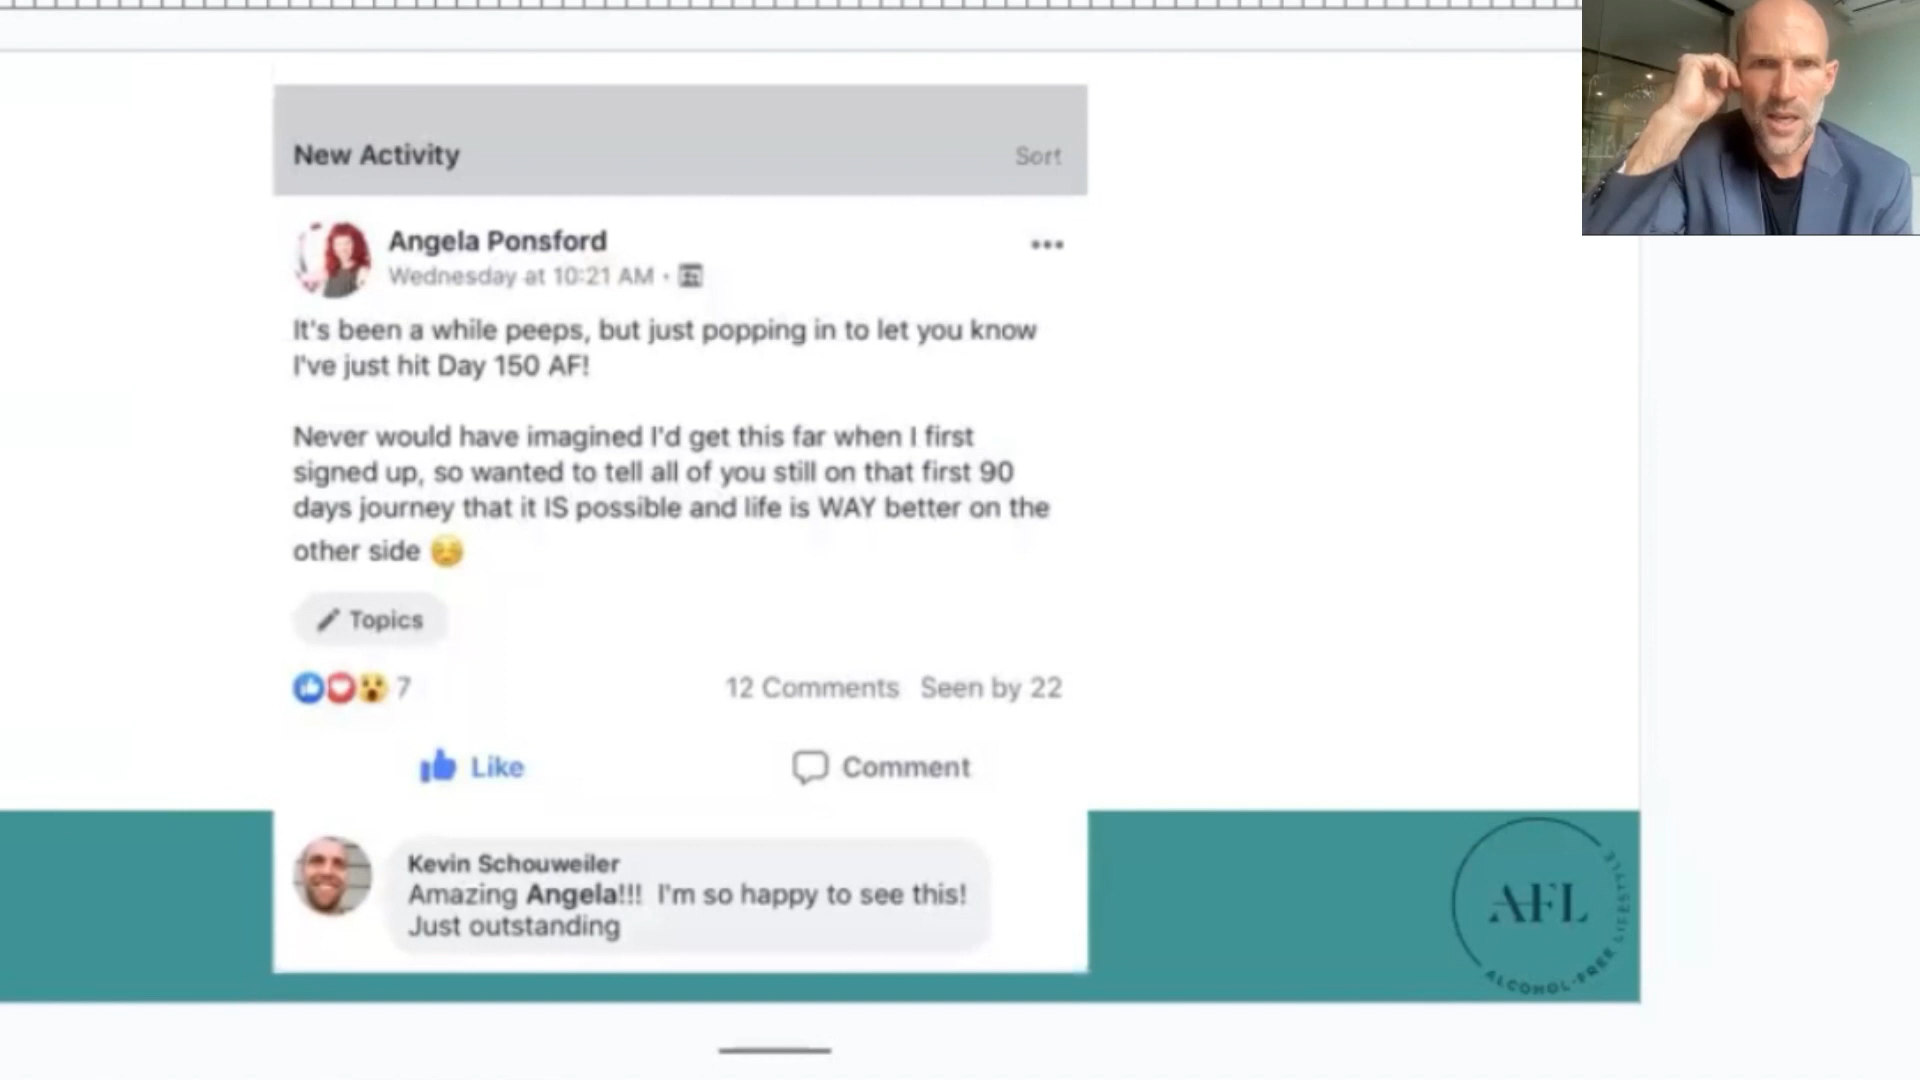 New Activity
Sort
Angela Ponsford
Wednesday at 10:21 AM ·
It's been a while peeps, but just popping in to let you know
I've just hit Day 150 AF!
Never would have imagined I'd get this far when I first
signed up, so wanted to tell all of you still on that first 90
days journey that it IS possible and life is WAY better on the
other side ☺️
Topics
7
12 Comments Seen by 22
Like
Comment
Kevin Schouweiler
Amazing Angela!!! I'm so happy to see this!
Just outstanding
AFL
ALCOHOL-FREE LIFESTYLE